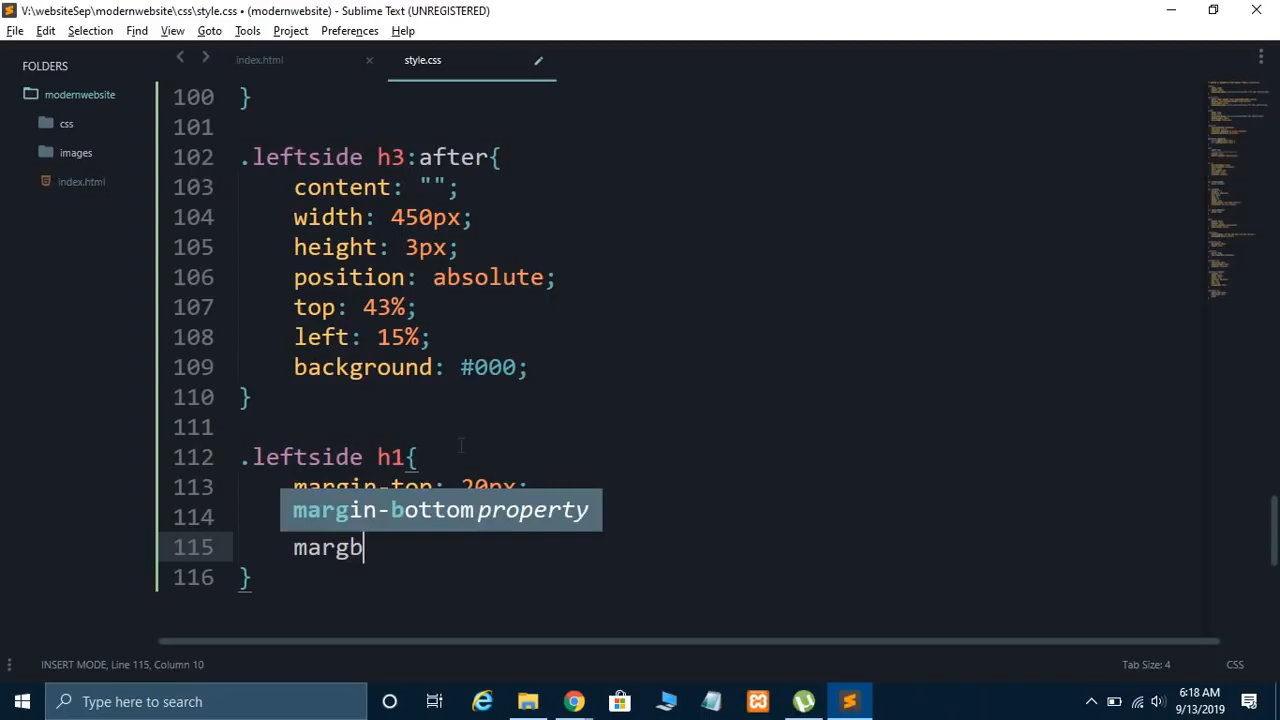 V:\websiteSep\modernwebsite\css\style.css • (modernwebsite) - Sublime Text (UNREGISTERED)
File Edit Selection Find View Goto Tools Project Preferences Help
FOLDERS
modernwebsite
css
images
index.html
index.html
style.css
100 }
101
102 .leftside h3:after{
103 content: "";
104 width: 450px;
105 height: 3px;
106 position: absolute;
107 top: 43%;
108 left: 15%;
109 background: #000;
110 }
111
112 .leftside h1{
113 margin-top: 20px;
114
margin-bottom property
115 margb
116 }
INSERT MODE, Line 115, Column 10
Tab Size: 4
CSS
Type here to search
6:18 AM
9/13/2019